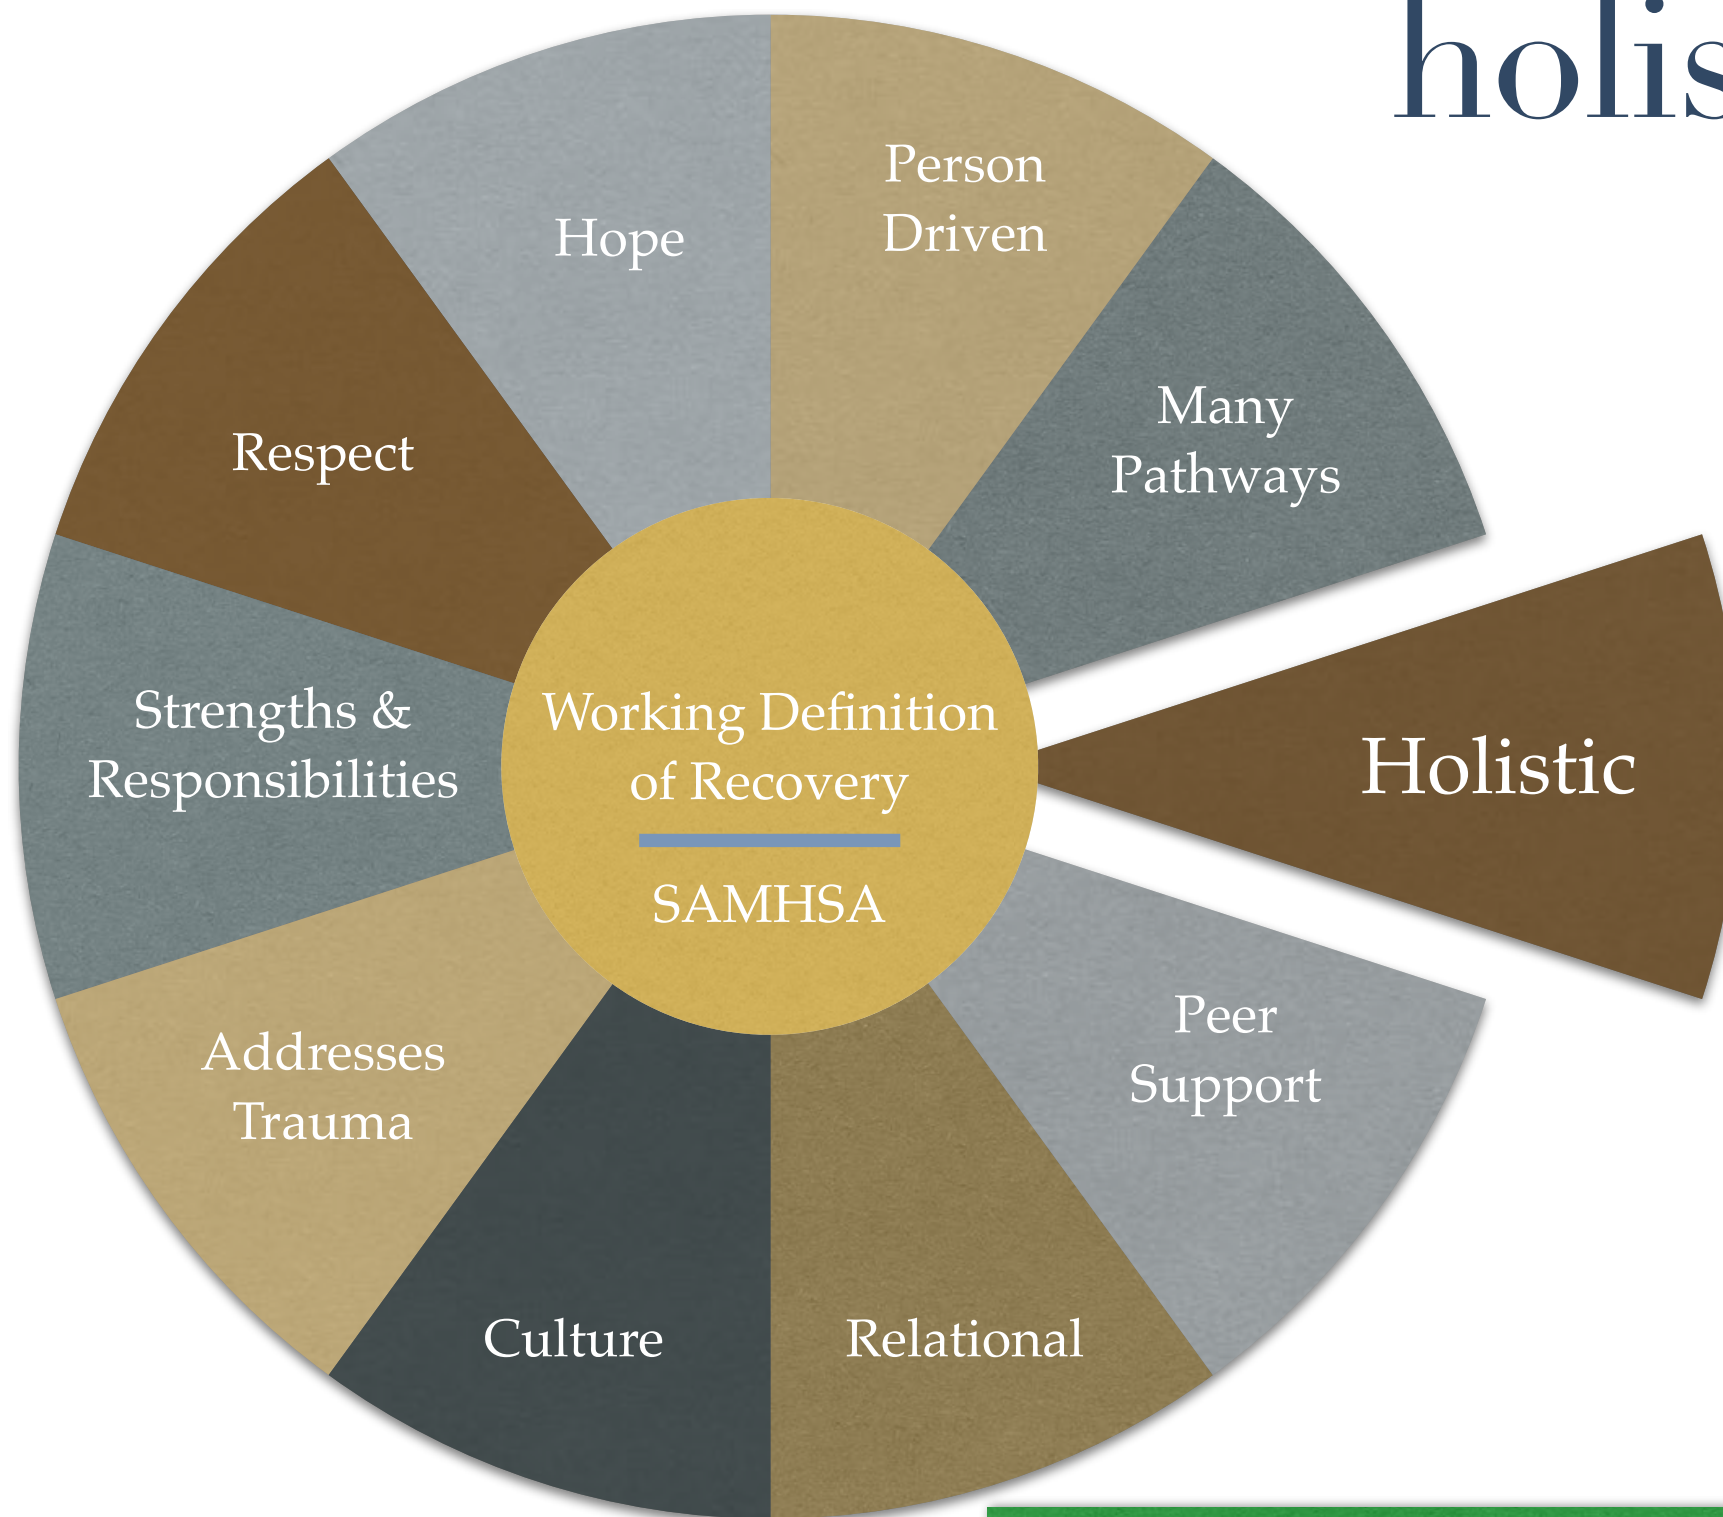 holis
Person
Driven
Many
Pathways
Holistic
Peer
Support
Relational
Culture
Addresses
Trauma
Strengths &
Responsibilities
Respect
Hope
Working Definition
of Recovery
SAMHSA